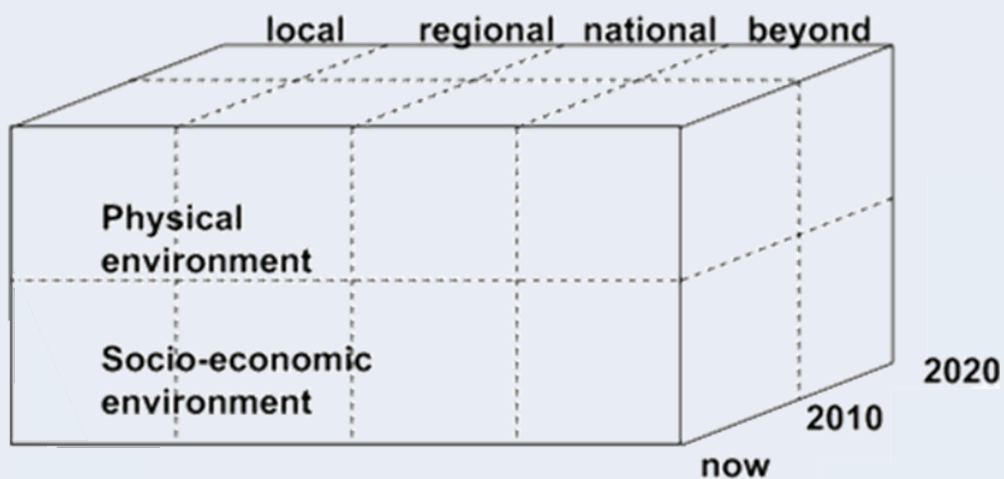 local regional national beyond
Physical
environment
Socio-economic
environment
2020
2010
now